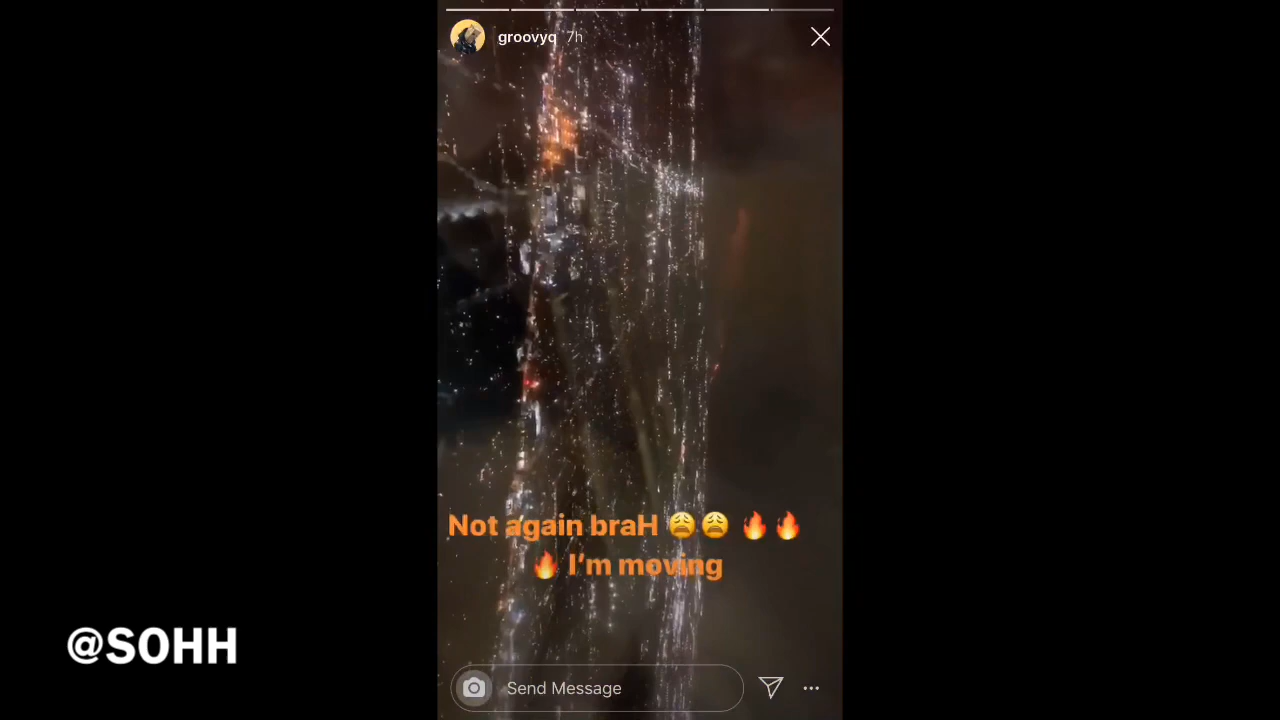 groovyq 7h
Not again braH 😩😩 🔥🔥
🔥 I'm moving
@SOHH
Send Message